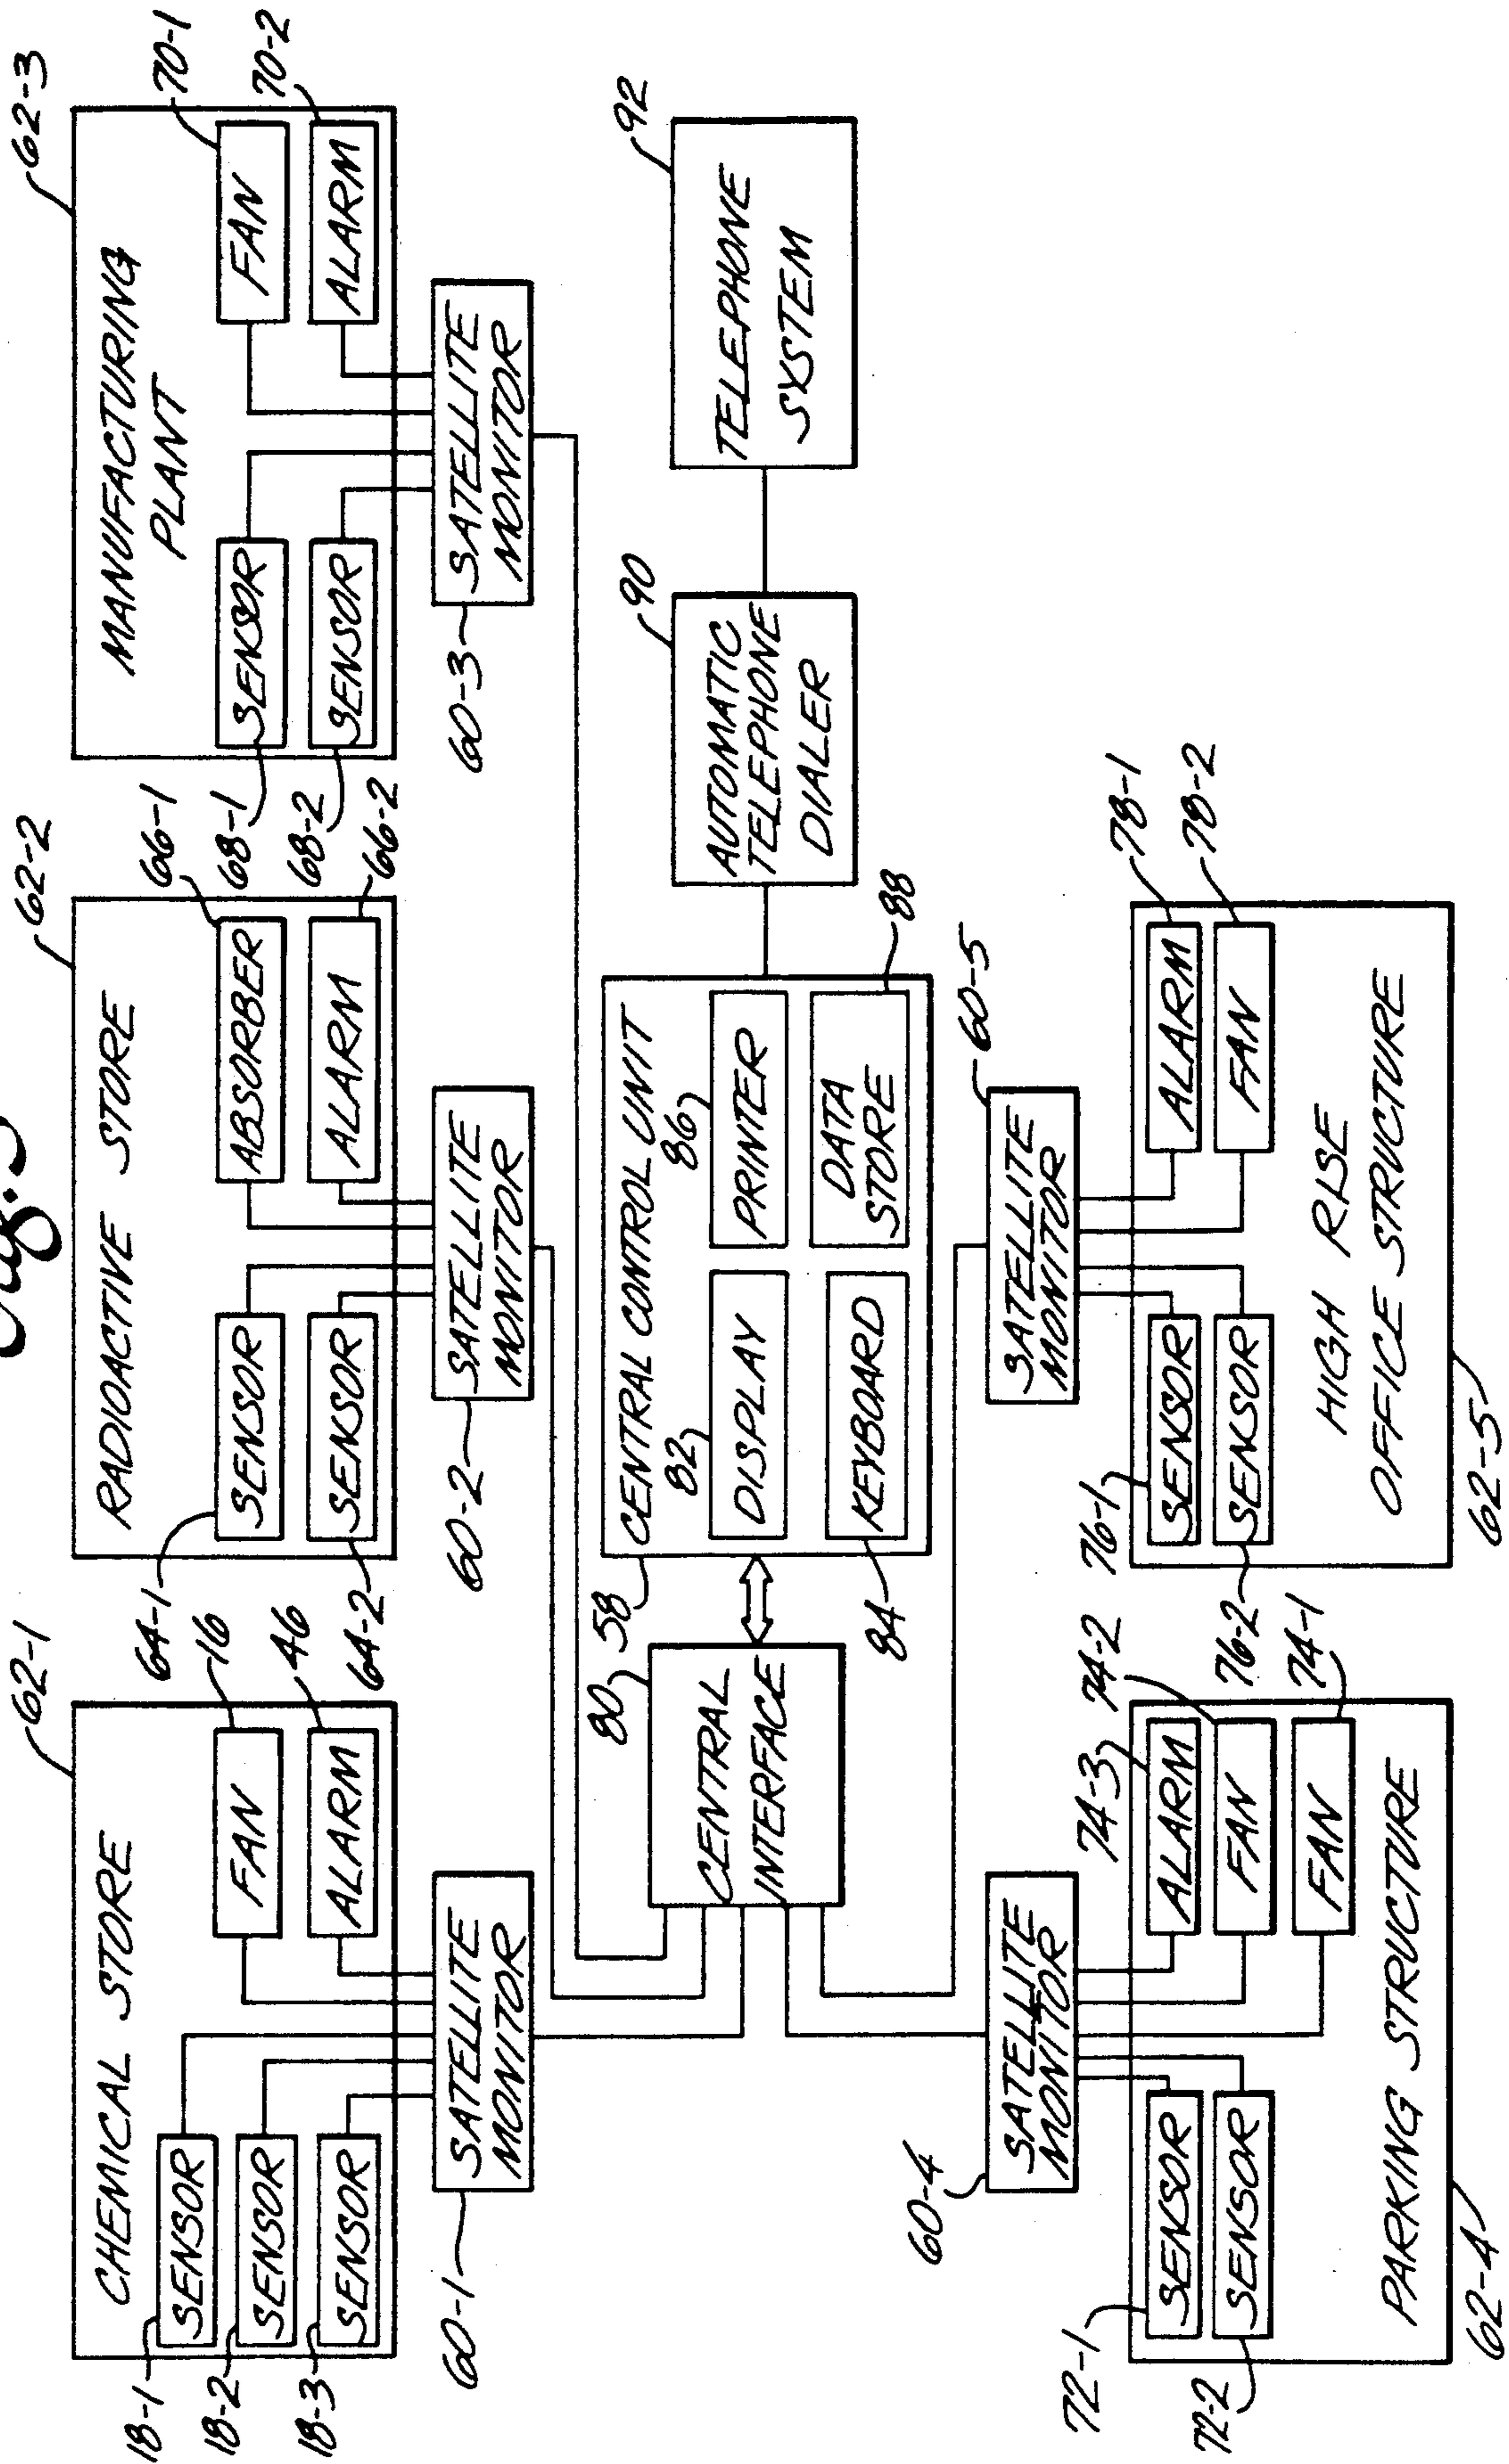 62-1
62-2
62-3
CHEMICAL STORE
RADIOACTIVE STORE
MANUFACTURING
PLANT
18-1
SENSOR
18-2
SENSOR
18-3
SENSOR
FAN
16
ALARM
46
64-1
SENSOR
64-2
SENSOR
ABSORBER
66-1
ALARM
66-2
68-1
SENSOR
68-2
SENSOR
FAN
70-1
ALARM
70-2
60-1
SATELLITE
MONITOR
60-2
SATELLITE
MONITOR
60-3
SATELLITE
MONITOR
80
CENTRAL
INTERFACE
58
CENTRAL CONTROL UNIT
82
DISPLAY
86
PRINTER
84
KEYBOARD
DATA
STORE
88
90
AUTOMATIC
TELEPHONE
DIALER
92
TELEPHONE
SYSTEM
60-4
SATELLITE
MONITOR
60-5
SATELLITE
MONITOR
72-1
SENSOR
72-2
SENSOR
74-3
ALARM
74-2
FAN
74-1
FAN
76-1
SENSOR
76-2
SENSOR
78-1
ALARM
78-2
FAN
PARKING STRUCTURE
62-4
HIGH RISE
OFFICE STRUCTURE
62-5